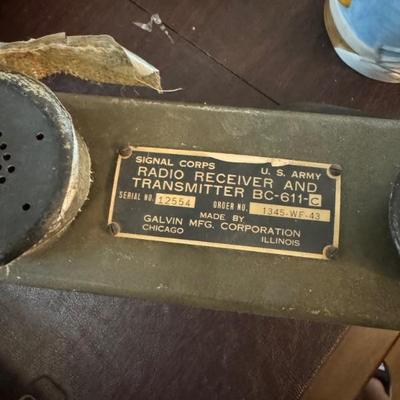 SIGNAL CORPS U. S. ARMY
RADIO RECEIVER AND
TRANSMITTER BC-611-C
SERIAL NO. 12554 ORDER NO. 1345-WF-43
MADE BY
GALVIN MFG. CORPORATION
CHICAGO ILLINOIS